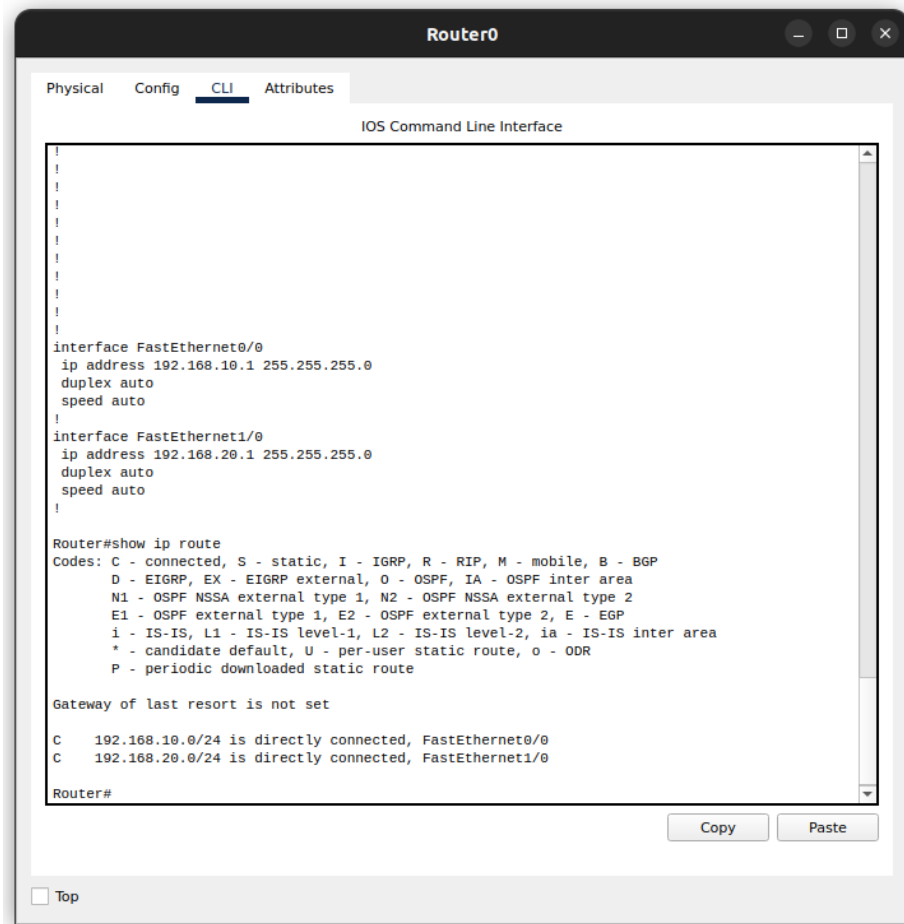 Router0
Physical Config CLI Attributes
IOS Command Line Interface
!
!
!
!
!
!
!
!
!
!
!
interface FastEthernet0/0
 ip address 192.168.10.1 255.255.255.0
 duplex auto
 speed auto
!
interface FastEthernet1/0
 ip address 192.168.20.1 255.255.255.0
 duplex auto
 speed auto
!
Router#show ip route
Codes: C - connected, S - static, I - IGRP, R - RIP, M - mobile, B - BGP
       D - EIGRP, EX - EIGRP external, O - OSPF, IA - OSPF inter area
       N1 - OSPF NSSA external type 1, N2 - OSPF NSSA external type 2
       E1 - OSPF external type 1, E2 - OSPF external type 2, E - EGP
       i - IS-IS, L1 - IS-IS level-1, L2 - IS-IS level-2, ia - IS-IS inter area
       * - candidate default, U - per-user static route, o - ODR
       P - periodic downloaded static route
Gateway of last resort is not set
C    192.168.10.0/24 is directly connected, FastEthernet0/0
C    192.168.20.0/24 is directly connected, FastEthernet1/0
Router#
Copy Paste
Top